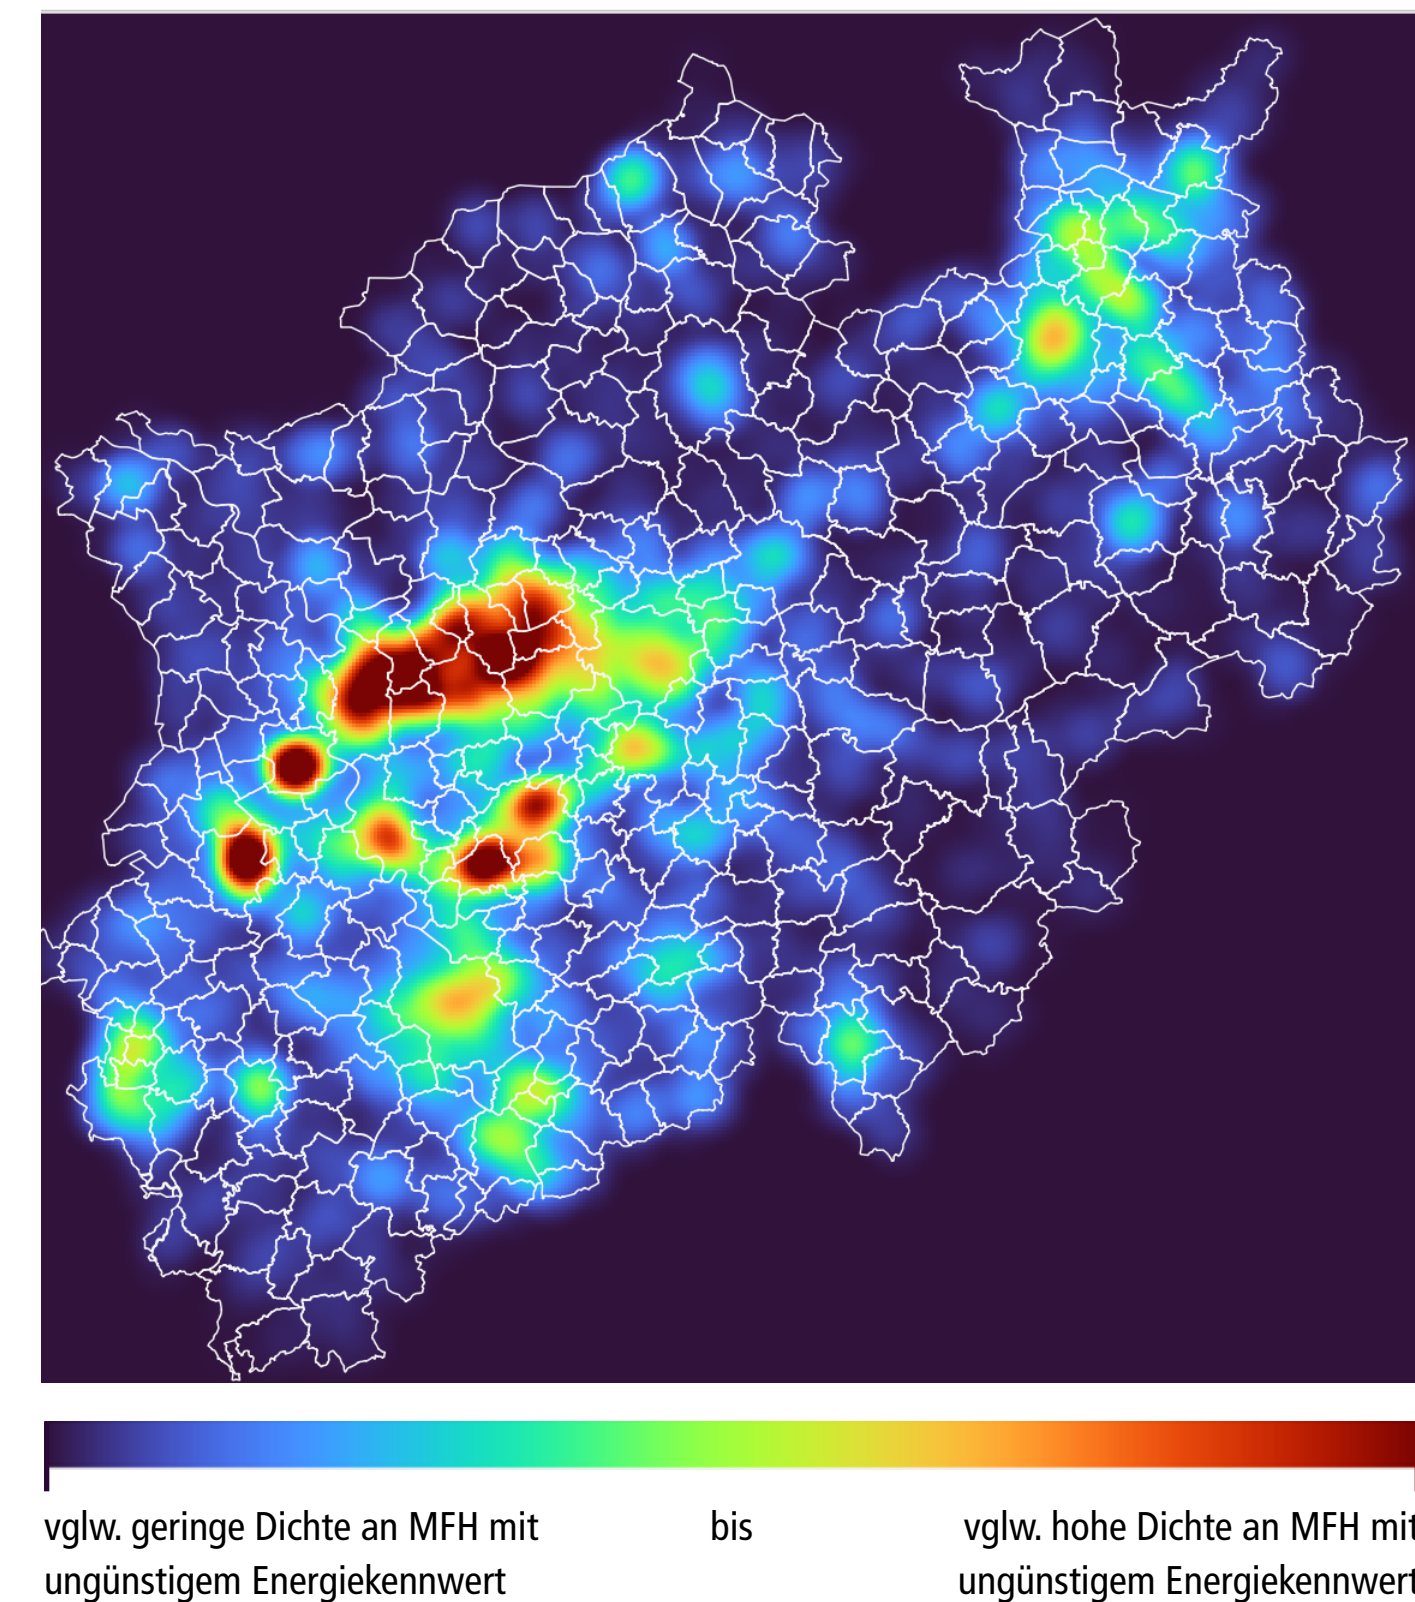 vglw. geringe Dichte an MFH mit
ungünstigem Energiekennwert
bis
vglw. hohe Dichte an MFH mit
ungünstigem Energiekennwert